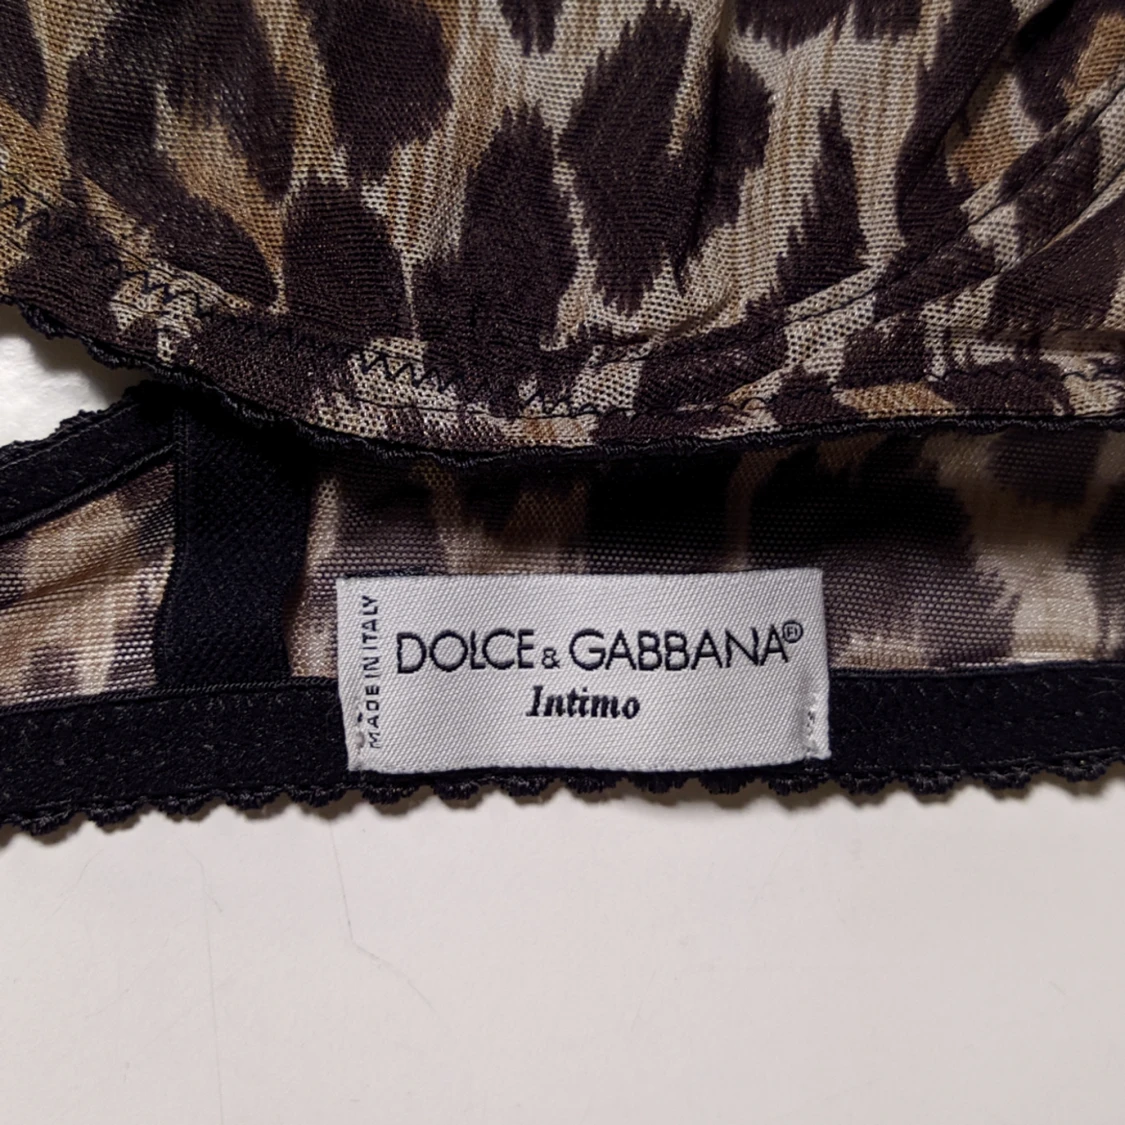 MADE IN ITALY
DOLCE & GABBANA®
Intimo